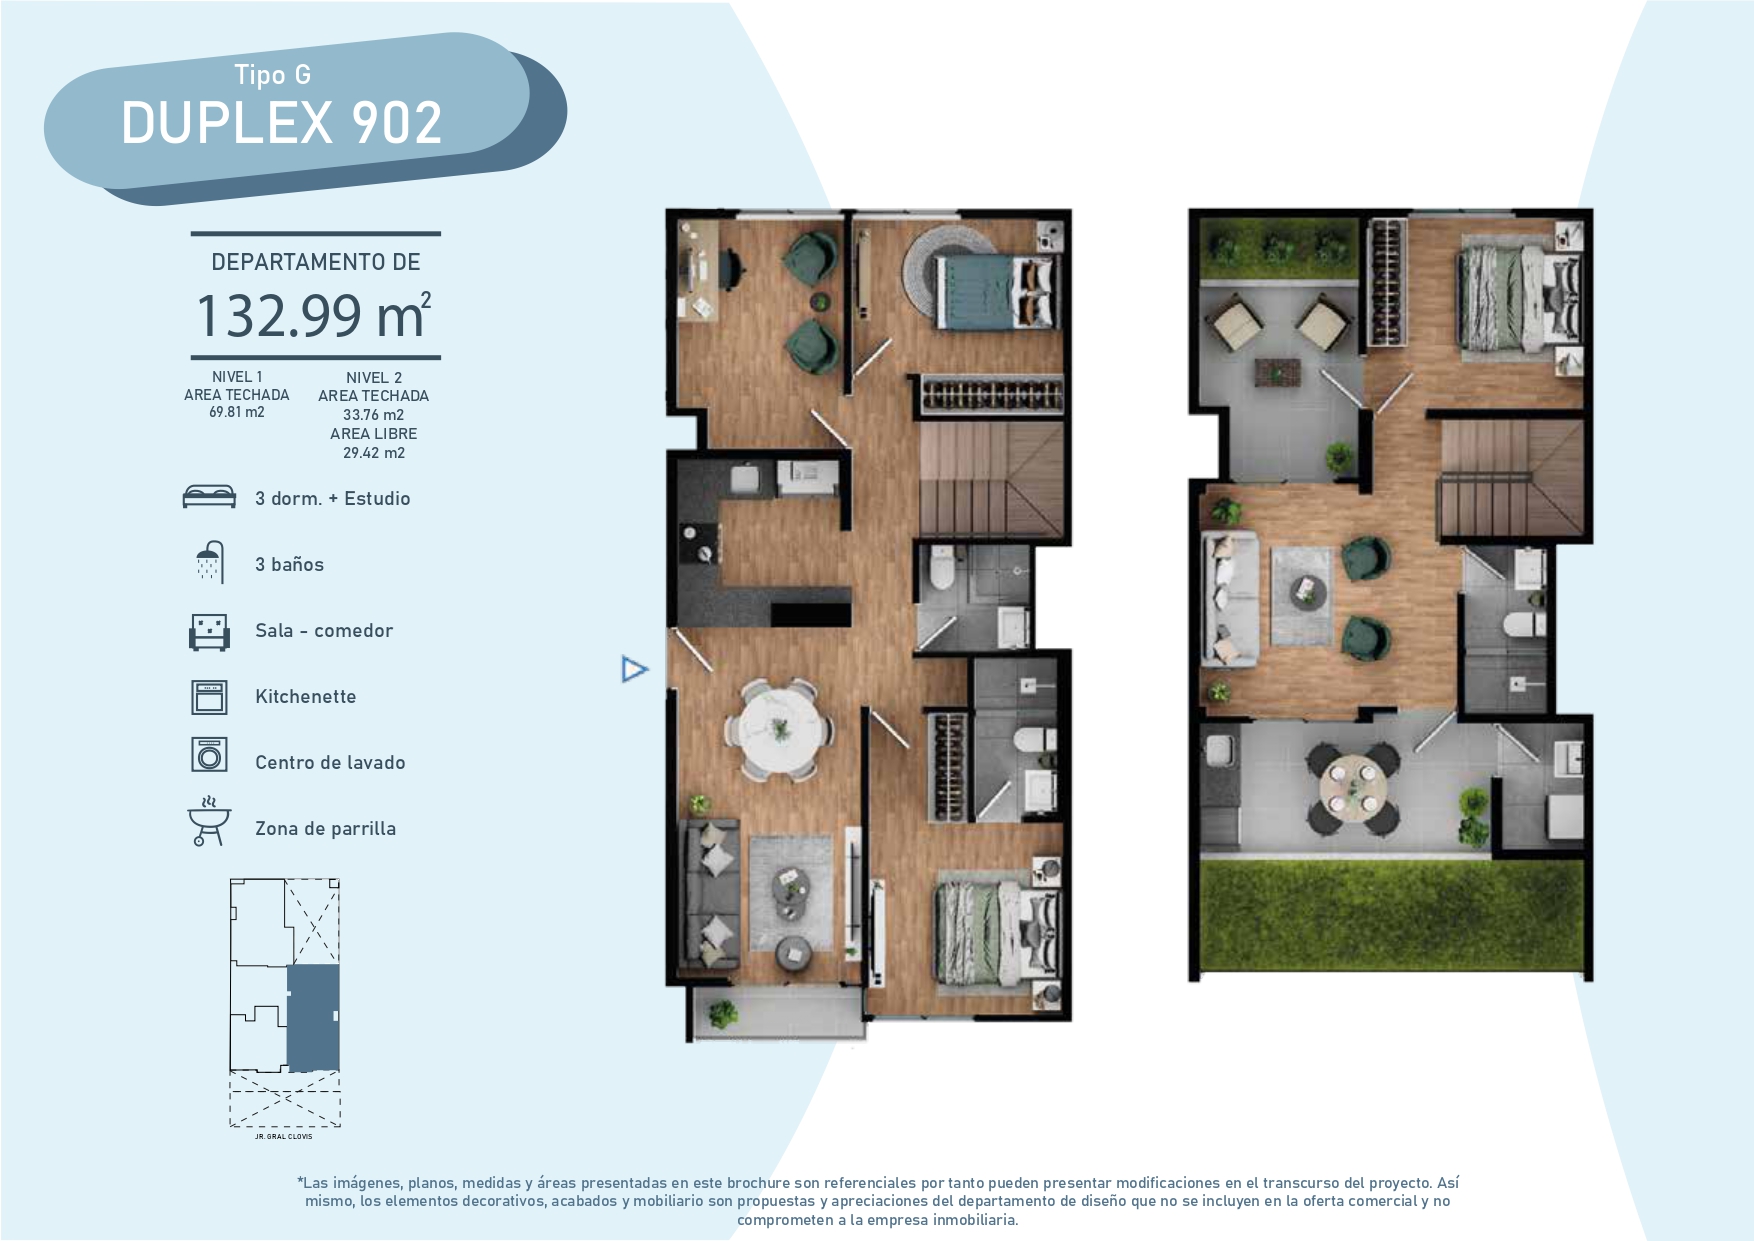 Tipo G
DUPLEX 902
DEPARTAMENTO DE
132.99 m²
NIVEL 1
AREA TECHADA
69.81 m2
NIVEL 2
AREA TECHADA
33.76 m2
AREA LIBRE
29.42 m2
3 dorm. + Estudio
3 baños
Sala - comedor
Kitchenette
Centro de lavado
Zona de parrilla
JR. GRAL CLOVIS
*Las imágenes, planos, medidas y áreas presentadas en este brochure son referenciales por tanto pueden presentar modificaciones en el transcurso del proyecto. Así
mismo, los elementos decorativos, acabados y mobiliario son propuestas y apreciaciones del departamento de diseño que no se incluyen en la oferta comercial y no
comprometen a la empresa inmobiliaria.